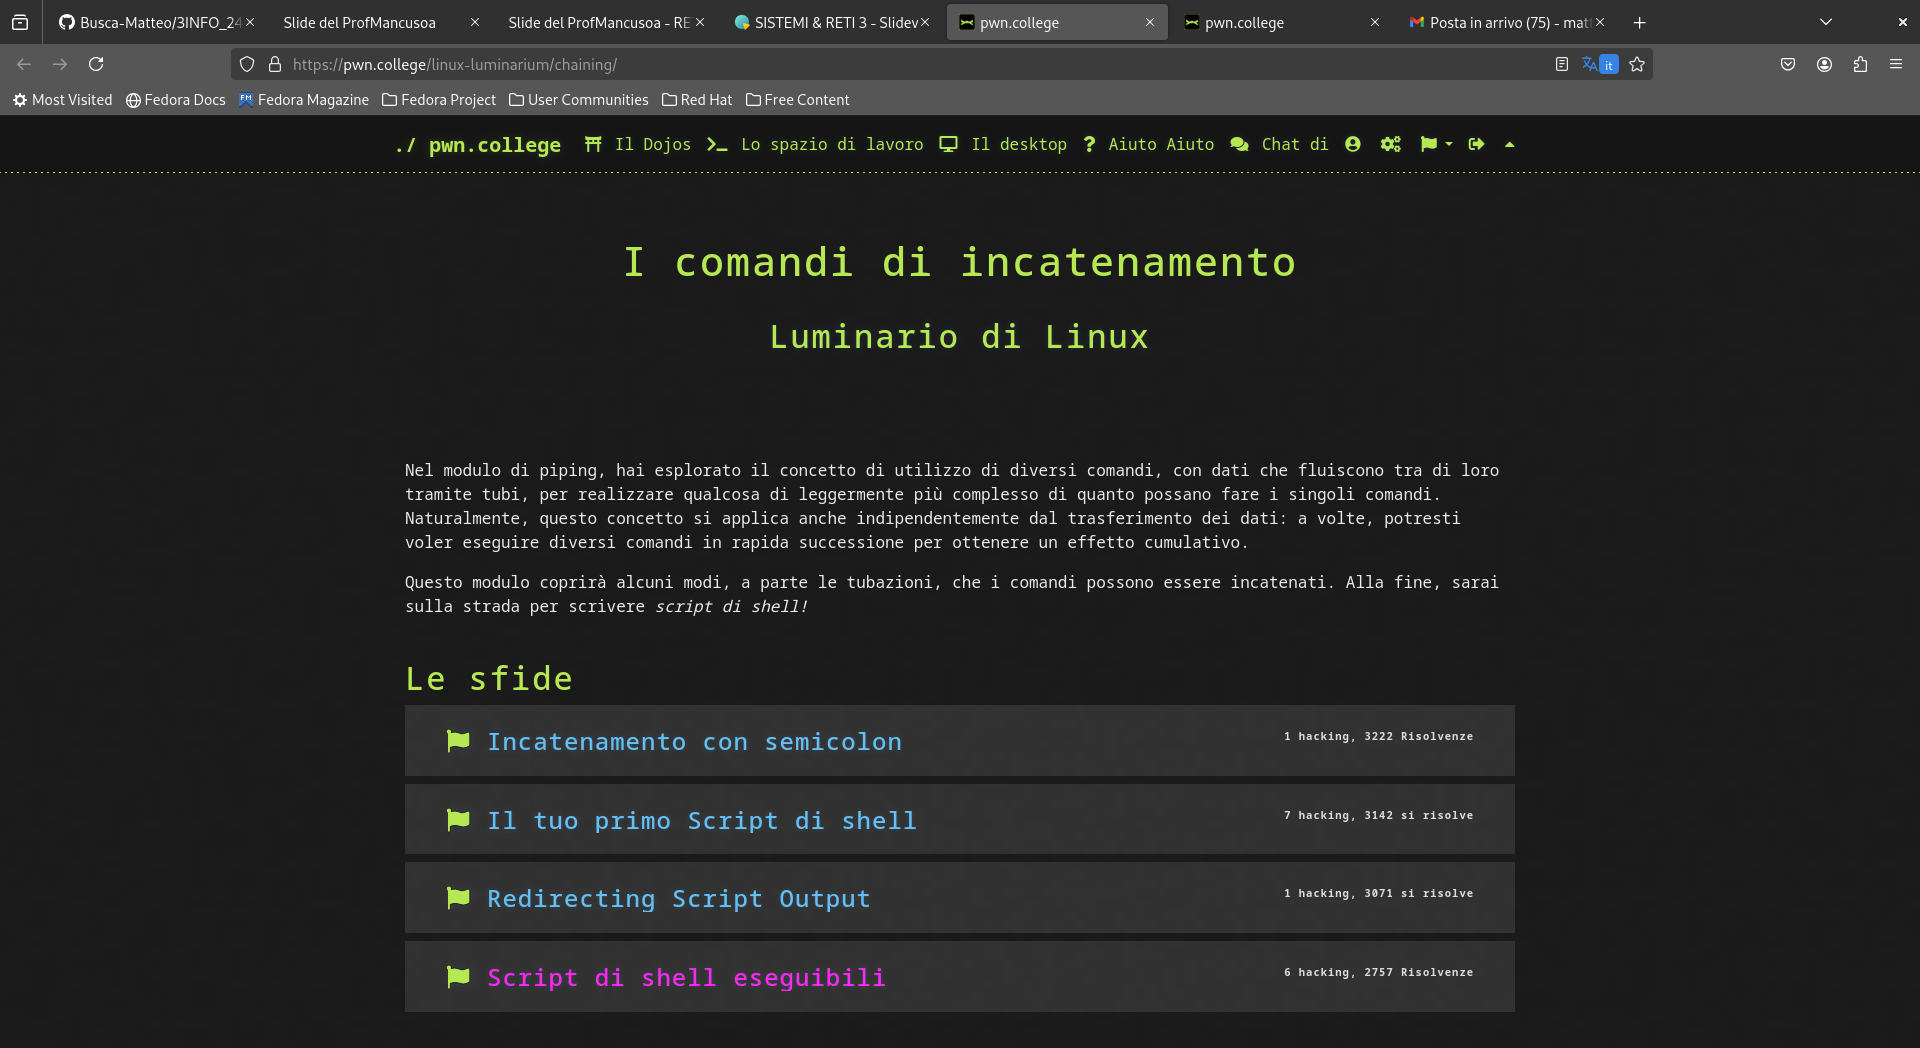 Busca-Matteo/3INFO_24
Slide del ProfMancusoa
Slide del ProfMancusoa - RE
SISTEMI & RETI 3 - Slidev
pwn.college
pwn.college
Posta in arrivo (75) - mat
https://pwn.college/linux-luminarium/chaining/
it
Most Visited
Fedora Docs
FM
Fedora Magazine
Fedora Project
User Communities
Red Hat
Free Content
./ pwn.college
Il Dojos
Lo spazio di lavoro
Il desktop
Aiuto Aiuto
Chat di
I comandi di incatenamento
Luminario di Linux
Nel modulo di piping, hai esplorato il concetto di utilizzo di diversi comandi, con dati che fluiscono tra di loro
tramite tubi, per realizzare qualcosa di leggermente più complesso di quanto possano fare i singoli comandi.
Naturalmente, questo concetto si applica anche indipendentemente dal trasferimento dei dati: a volte, potresti
voler eseguire diversi comandi in rapida successione per ottenere un effetto cumulativo.
Questo modulo coprirà alcuni modi, a parte le tubazioni, che i comandi possono essere incatenati. Alla fine, sarai
sulla strada per scrivere script di shell!
Le sfide
Incatenamento con semicolon
1 hacking, 3222 Risolvenze
Il tuo primo Script di shell
7 hacking, 3142 si risolve
Redirecting Script Output
1 hacking, 3071 si risolve
Script di shell eseguibili
6 hacking, 2757 Risolvenze